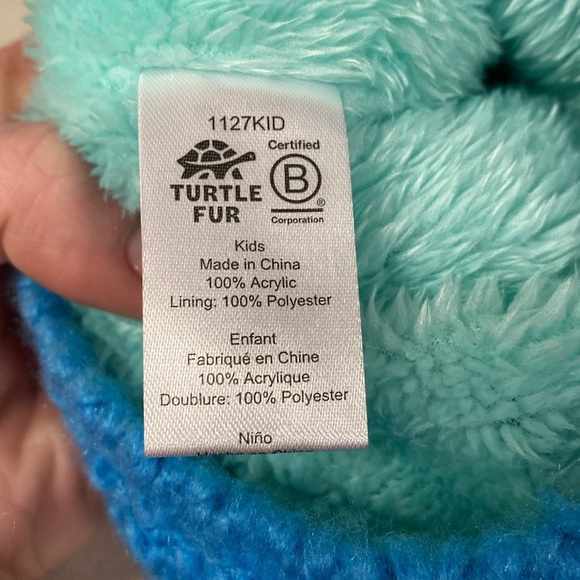 1127KID
TURTLE
FUR
Certified
B
®
Corporation
Kids
Made in China
100% Acrylic
Lining: 100% Polyester
Enfant
Fabriqué en Chine
100% Acrylique
Doublure: 100% Polyester
Niño